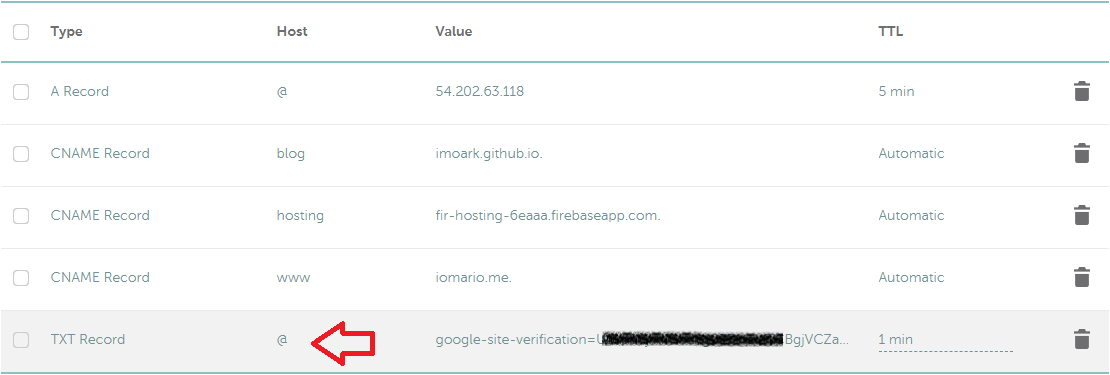 Type Host Value TTL
A Record @ 54.202.63.118 5 min
CNAME Record blog imoark.github.io. Automatic
CNAME Record hosting fir-hosting-6eaaa.firebaseapp.com. Automatic
CNAME Record www iomario.me. Automatic
TXT Record @ google-site-verification= BgjVCZa... 1 min